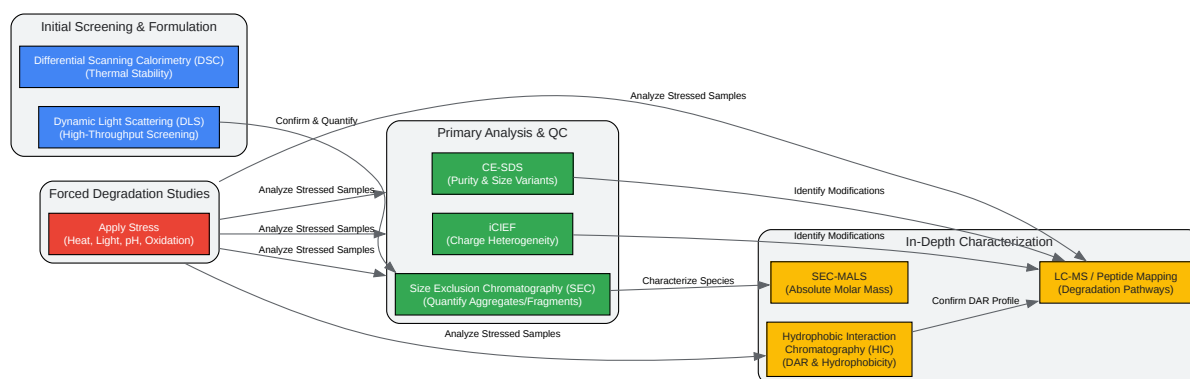 Initial Screening & Formulation
Differential Scanning Calorimetry (DSC)
(Thermal Stability)
Dynamic Light Scattering (DLS)
(High-Throughput Screening)
Confirm & Quantify
Analyze Stressed Samples
Primary Analysis & QC
CE-SDS
(Purity & Size Variants)
iCIEF
(Charge Heterogeneity)
Size Exclusion Chromatography (SEC)
(Quantify Aggregates/Fragments)
Forced Degradation Studies
Apply Stress
(Heat, Light, pH, Oxidation)
Analyze Stressed Samples
Analyze Stressed Samples
Analyze Stressed Samples
Analyze Stressed Samples
Identify Modifications
Identify Modifications
Characterize Species
In-Depth Characterization
SEC-MALS
(Absolute Molar Mass)
LC-MS / Peptide Mapping
(Degradation Pathways)
Confirm DAR Profile
Hydrophobic Interaction
Chromatography (HIC)
(DAR & Hydrophobicity)